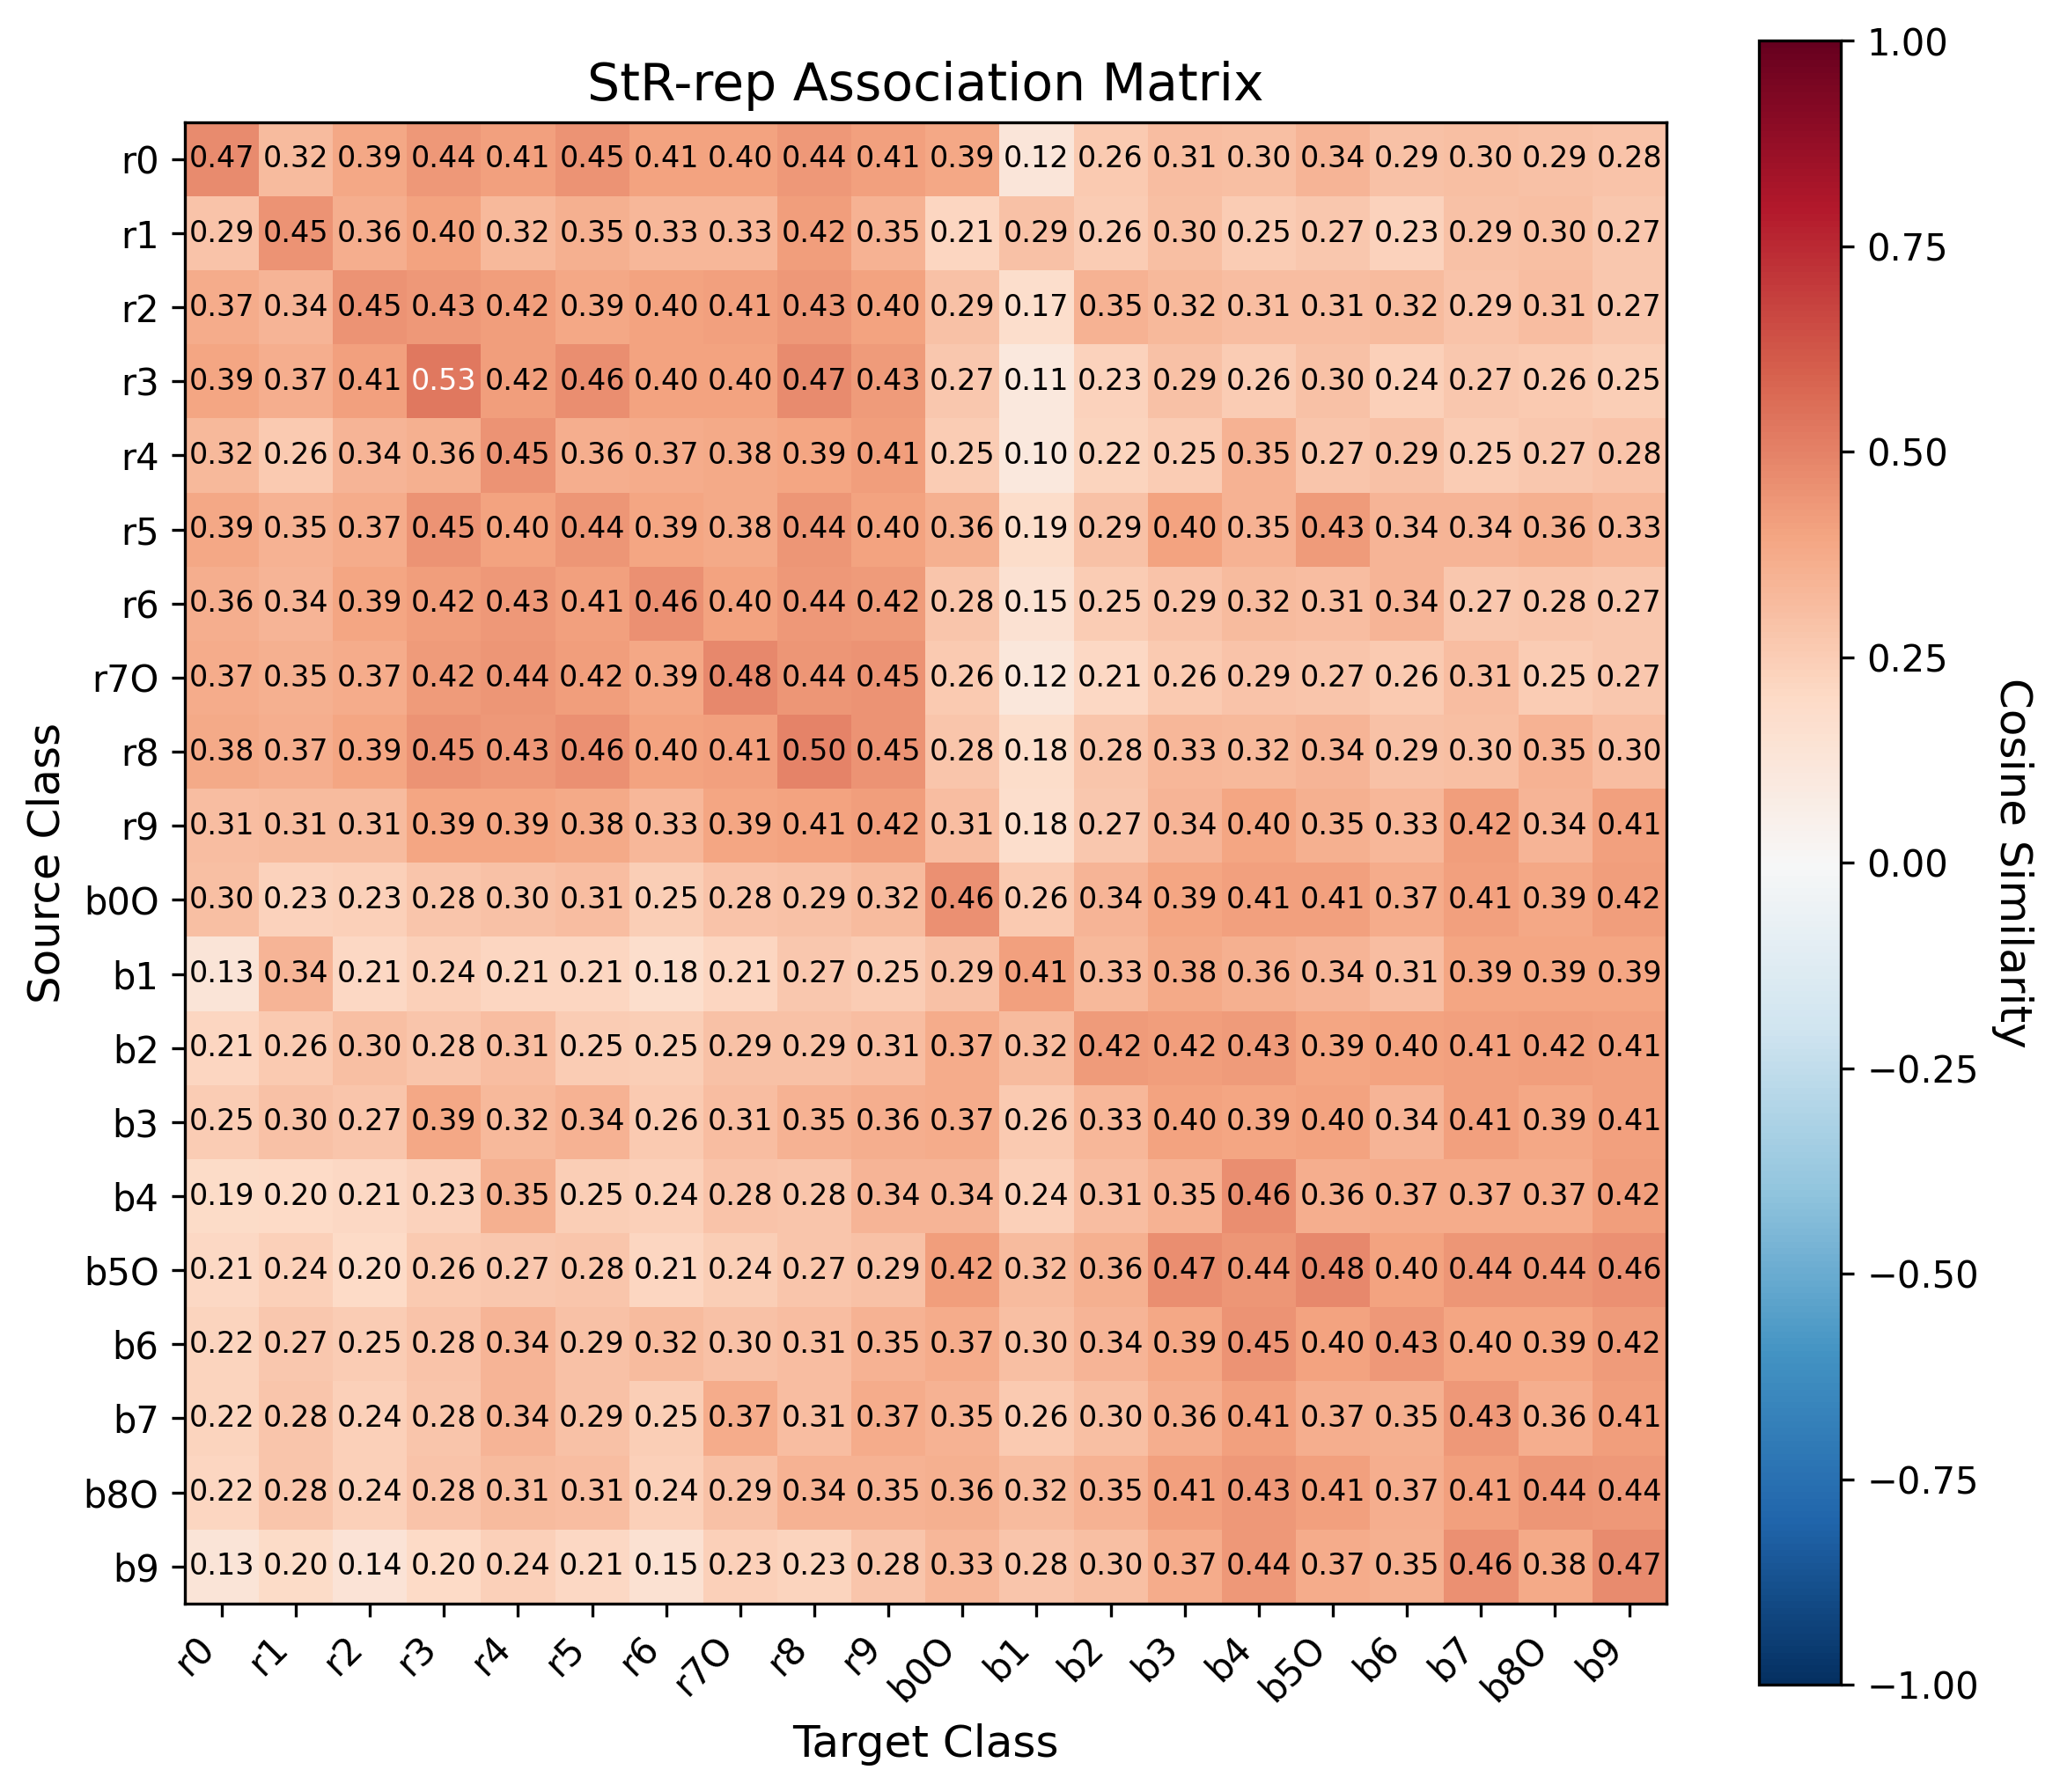 StR-rep Association Matrix
r0 0.47 0.32 0.39 0.44 0.41 0.45 0.41 0.40 0.44 0.41 0.39 0.12 0.26 0.31 0.30 0.34 0.29 0.30 0.29 0.28
r1 0.29 0.45 0.36 0.40 0.32 0.35 0.33 0.33 0.42 0.35 0.21 0.29 0.26 0.30 0.25 0.27 0.23 0.29 0.30 0.27
r2 0.37 0.34 0.45 0.43 0.42 0.39 0.40 0.41 0.43 0.40 0.29 0.17 0.35 0.32 0.31 0.31 0.32 0.29 0.31 0.27
r3 0.39 0.37 0.41 0.53 0.42 0.46 0.40 0.40 0.47 0.43 0.27 0.11 0.23 0.29 0.26 0.30 0.24 0.27 0.26 0.25
r4 0.32 0.26 0.34 0.36 0.45 0.36 0.37 0.38 0.39 0.41 0.25 0.10 0.22 0.25 0.35 0.27 0.29 0.25 0.27 0.28
r5 0.39 0.35 0.37 0.45 0.40 0.44 0.39 0.38 0.44 0.40 0.36 0.19 0.29 0.40 0.35 0.43 0.34 0.34 0.36 0.33
r6 0.36 0.34 0.39 0.42 0.43 0.41 0.46 0.40 0.44 0.42 0.28 0.15 0.25 0.29 0.32 0.31 0.34 0.27 0.28 0.27
r7O 0.37 0.35 0.37 0.42 0.44 0.42 0.39 0.48 0.44 0.45 0.26 0.12 0.21 0.26 0.29 0.27 0.26 0.31 0.25 0.27
r8 0.38 0.37 0.39 0.45 0.43 0.46 0.40 0.41 0.50 0.45 0.28 0.18 0.28 0.33 0.32 0.34 0.29 0.30 0.35 0.30
r9 0.31 0.31 0.31 0.39 0.39 0.38 0.33 0.39 0.41 0.42 0.31 0.18 0.27 0.34 0.40 0.35 0.33 0.42 0.34 0.41
b0O 0.30 0.23 0.23 0.28 0.30 0.31 0.25 0.28 0.29 0.32 0.46 0.26 0.34 0.39 0.41 0.41 0.37 0.41 0.39 0.42
b1 0.13 0.34 0.21 0.24 0.21 0.21 0.18 0.21 0.27 0.25 0.29 0.41 0.33 0.38 0.36 0.34 0.31 0.39 0.39 0.39
b2 0.21 0.26 0.30 0.28 0.31 0.25 0.25 0.29 0.29 0.31 0.37 0.32 0.42 0.42 0.43 0.39 0.40 0.41 0.42 0.41
b3 0.25 0.30 0.27 0.39 0.32 0.34 0.26 0.31 0.35 0.36 0.37 0.26 0.33 0.40 0.39 0.40 0.34 0.41 0.39 0.41
b4 0.19 0.20 0.21 0.23 0.35 0.25 0.24 0.28 0.28 0.34 0.34 0.24 0.31 0.35 0.46 0.36 0.37 0.37 0.37 0.42
b5O 0.21 0.24 0.20 0.26 0.27 0.28 0.21 0.24 0.27 0.29 0.42 0.32 0.36 0.47 0.44 0.48 0.40 0.44 0.44 0.46
b6 0.22 0.27 0.25 0.28 0.34 0.29 0.32 0.30 0.31 0.35 0.37 0.30 0.34 0.39 0.45 0.40 0.43 0.40 0.39 0.42
b7 0.22 0.28 0.24 0.28 0.34 0.29 0.25 0.37 0.31 0.37 0.35 0.26 0.30 0.36 0.41 0.37 0.35 0.43 0.36 0.41
b8O 0.22 0.28 0.24 0.28 0.31 0.31 0.24 0.29 0.34 0.35 0.36 0.32 0.35 0.41 0.43 0.41 0.37 0.41 0.44 0.44
b9 0.13 0.20 0.14 0.20 0.24 0.21 0.15 0.23 0.23 0.28 0.33 0.28 0.30 0.37 0.44 0.37 0.35 0.46 0.38 0.47
r0 r1 r2 r3 r4 r5 r6 r7O r8 r9 b0O b1 b2 b3 b4 b5O b6 b7 b8O b9
Target Class
Source Class
1.00
0.75
0.50
0.25
0.00
−0.25
−0.50
−0.75
−1.00
Cosine Similarity